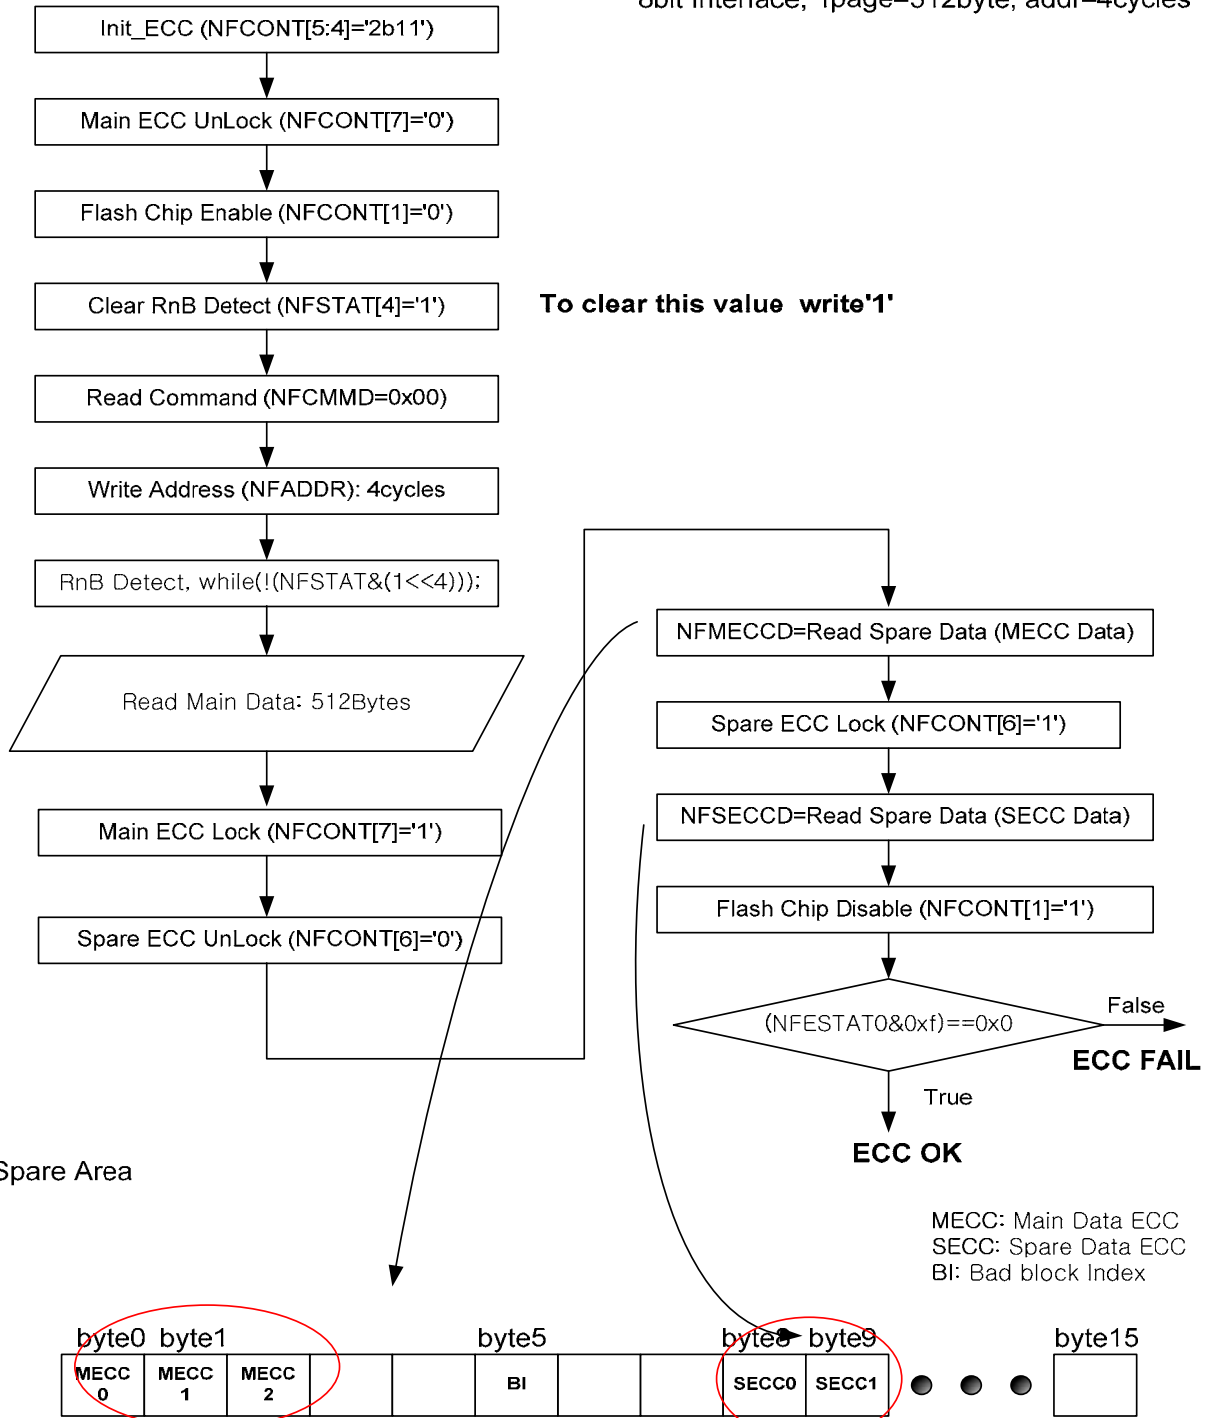 8bit Interface, 1page=512byte, addr=4cycles
Init_ECC (NFCONT[5:4]='2b11')
Main ECC UnLock (NFCONT[7]='0')
Flash Chip Enable (NFCONT[1]='0')
Clear RnB Detect (NFSTAT[4]='1')
To clear this value write'1'
Read Command (NFCMMD=0x00)
Write Address (NFADDR): 4cycles
RnB Detect, while(!(NFSTAT&(1<<4)));
Read Main Data: 512Bytes
Main ECC Lock (NFCONT[7]='1')
Spare ECC UnLock (NFCONT[6]='0')
NFMECCD=Read Spare Data (MECC Data)
Spare ECC Lock (NFCONT[6]='1')
NFSECCD=Read Spare Data (SECC Data)
Flash Chip Disable (NFCONT[1]='1')
(NFESTAT0&0xf)==0x0
False
ECC FAIL
True
ECC OK
Spare Area
MECC: Main Data ECC
SECC: Spare Data ECC
BI: Bad block Index
byte0 byte1 byte5 byte8 byte9 byte15
MECC
0
MECC
1
MECC
2
BI
SECC0
SECC1